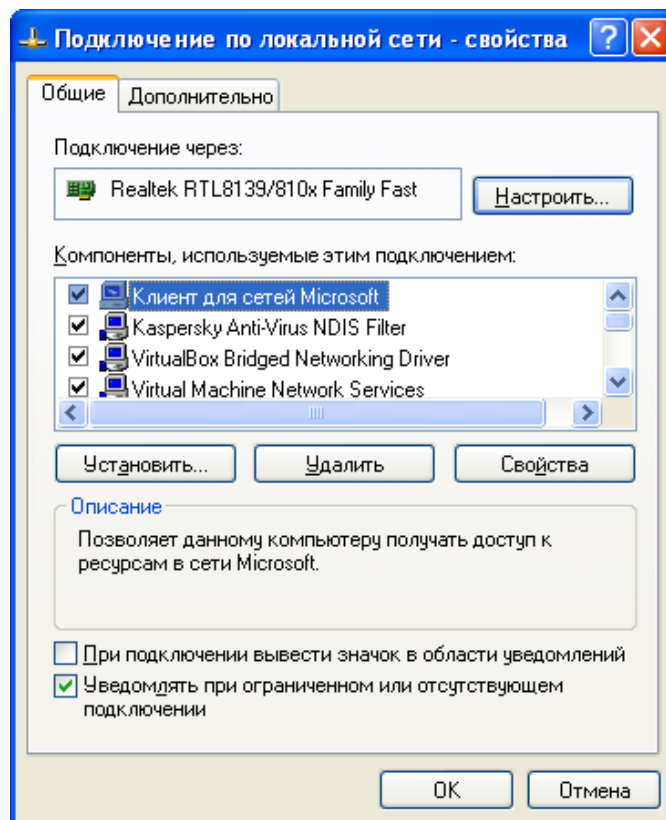 Подключение по локальной сети - свойства
Общие
Дополнительно
Подключение через:
Realtek RTL8139/810x Family Fast
Настроить...
Компоненты, используемые этим подключением:
Клиент для сетей Microsoft
Kaspersky Anti-Virus NDIS Filter
VirtualBox Bridged Networking Driver
Virtual Machine Network Services
Установить...
Удалить
Свойства
Описание
Позволяет данному компьютеру получать доступ к
ресурсам в сети Microsoft.
При подключении вывести значок в области уведомлений
Уведомлять при ограниченном или отсутствующем
подключении
OK
Отмена